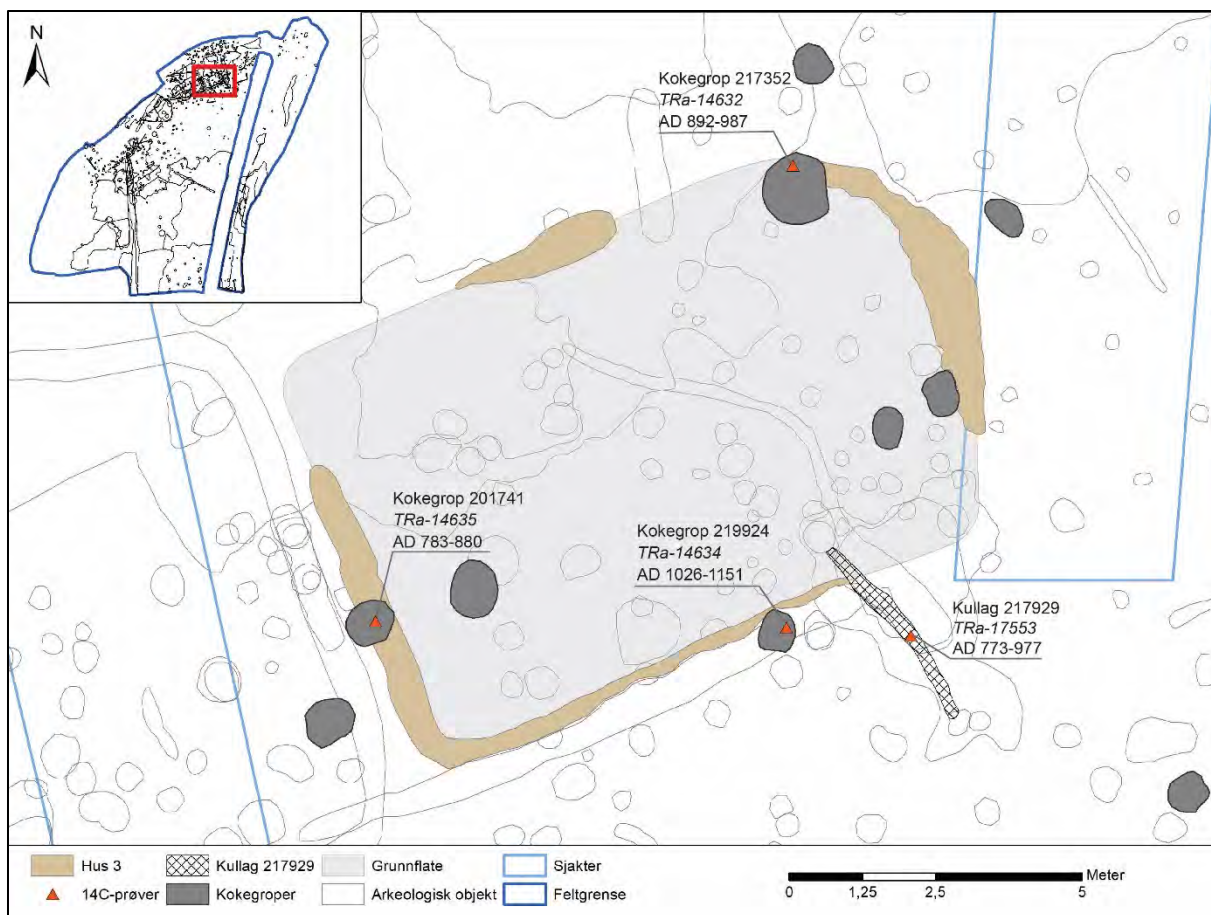 N
Kokegrop 217352
TRa-14632
AD 892-987
Kokegrop 201741
TRa-14635
AD 783-880
Kokegrop 219924
TRa-14634
AD 1026-1151
Kullag 217929
TRa-17553
AD 773-977
Hus 3
Kullag 217929
Grunnflate
Sjakter
14C-prøver
Kokegroper
Arkeologisk objekt
Feltgrense
Meter
0 1,25 2,5 5